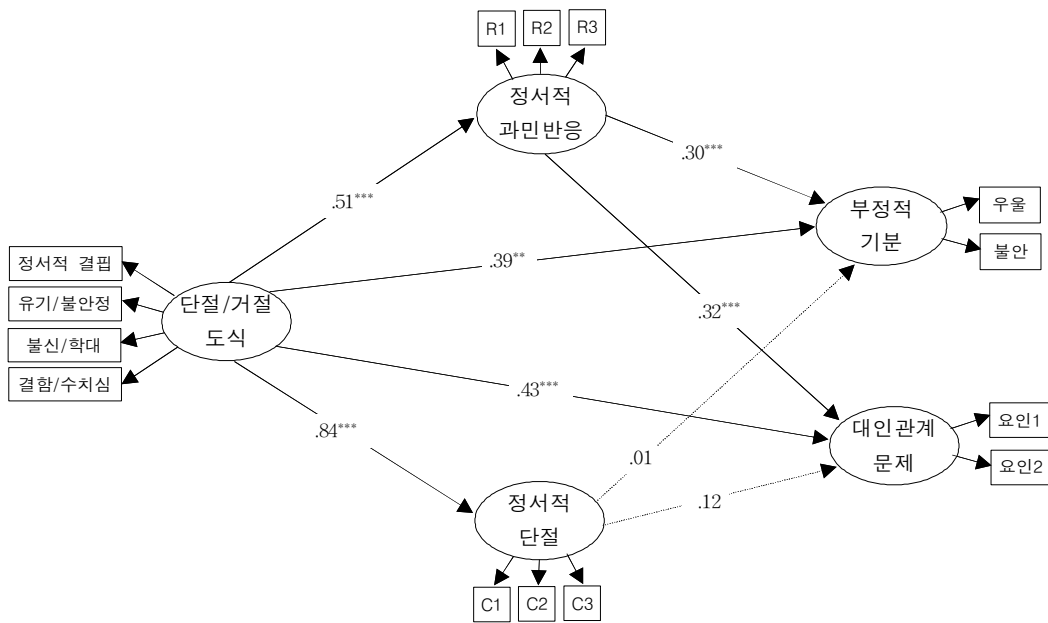 R1
R2
R3
정서적
과민반응
.30***
.51***
부정적
기분
우울
불안
정서적 결핍
유기/불안정
불신/학대
결함/수치심
단절/거절
도식
.39**
.32***
.43***
.84***
대인관계
문제
요인1
요인2
.01
.12
정서적
단절
C1
C2
C3